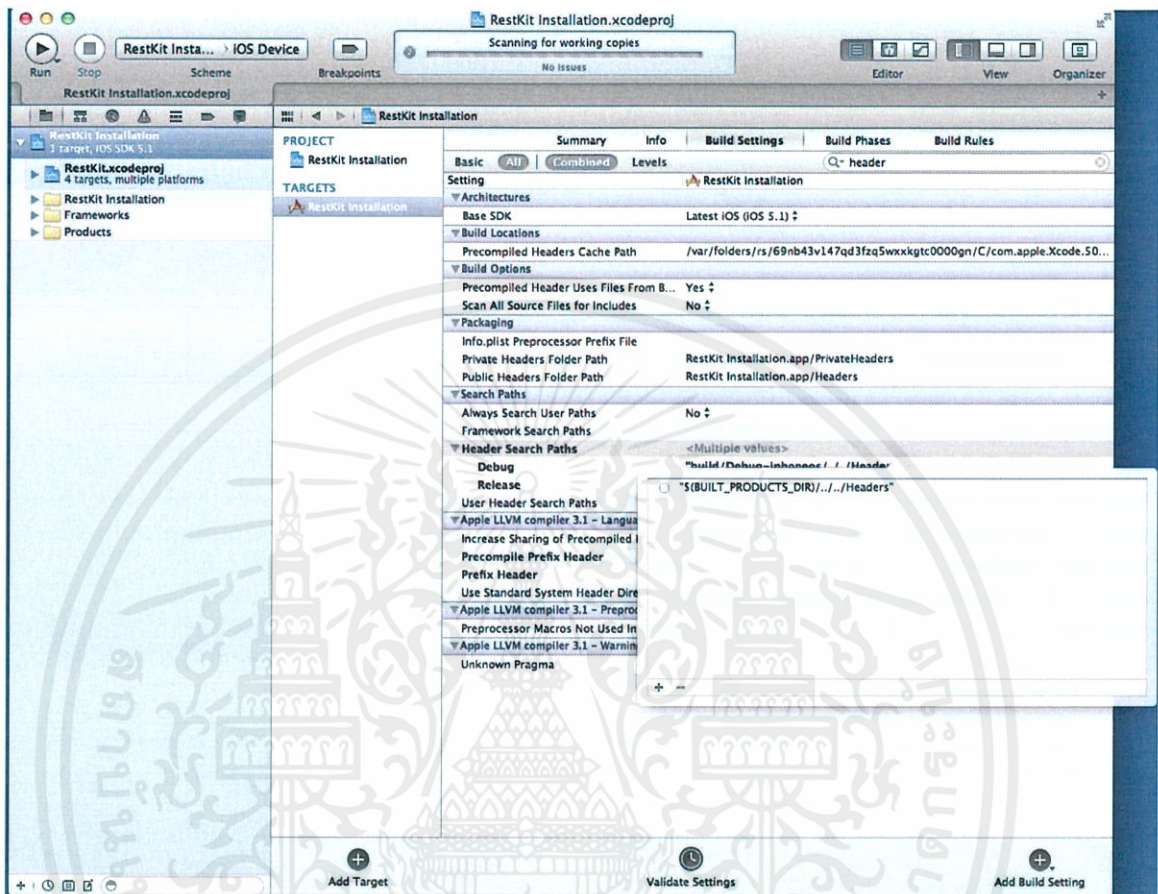 RestKit Installation.xcodeproj
RestKit Insta... iOS Device
Scanning for working copies
No issues
Run Stop Scheme Breakpoints Editor View Organizer
RestKit Installation.xcodeproj
RestKit Installation
RestKit Installation
1 target, iOS SDK 5.1
RestKit.xcodeproj
4 targets, multiple platforms
RestKit Installation
Frameworks
Products
PROJECT
RestKit Installation
TARGETS
RestKit Installation
Summary Info Build Settings Build Phases Build Rules
Basic All Combined Levels header
Setting RestKit Installation
Architectures
Base SDK Latest iOS (iOS 5.1)
Build Locations
Precompiled Headers Cache Path /var/folders/rs/69nb43v147qd3fzq5wxxkgtc0000gn/C/com.apple.Xcode.50...
Build Options
Precompiled Header Uses Files From B... Yes
Scan All Source Files for Includes No
Packaging
Info.plist Preprocessor Prefix File
Private Headers Folder Path RestKit Installation.app/PrivateHeaders
Public Headers Folder Path RestKit Installation.app/Headers
Search Paths
Always Search User Paths No
Framework Search Paths
Header Search Paths <Multiple values>
Debug "build/Debug-iphoneos/../../Header
Release
"$(BUILT_PRODUCTS_DIR)/../../Headers"
User Header Search Paths
Apple LLVM compiler 3.1 - Langua
Increase Sharing of Precompiled
Precompile Prefix Header
Prefix Header
Use Standard System Header Dire
Apple LLVM compiler 3.1 - Preproc
Preprocessor Macros Not Used In
Apple LLVM compiler 3.1 - Warnin
Unknown Pragma
Add Target Validate Settings Add Build Setting